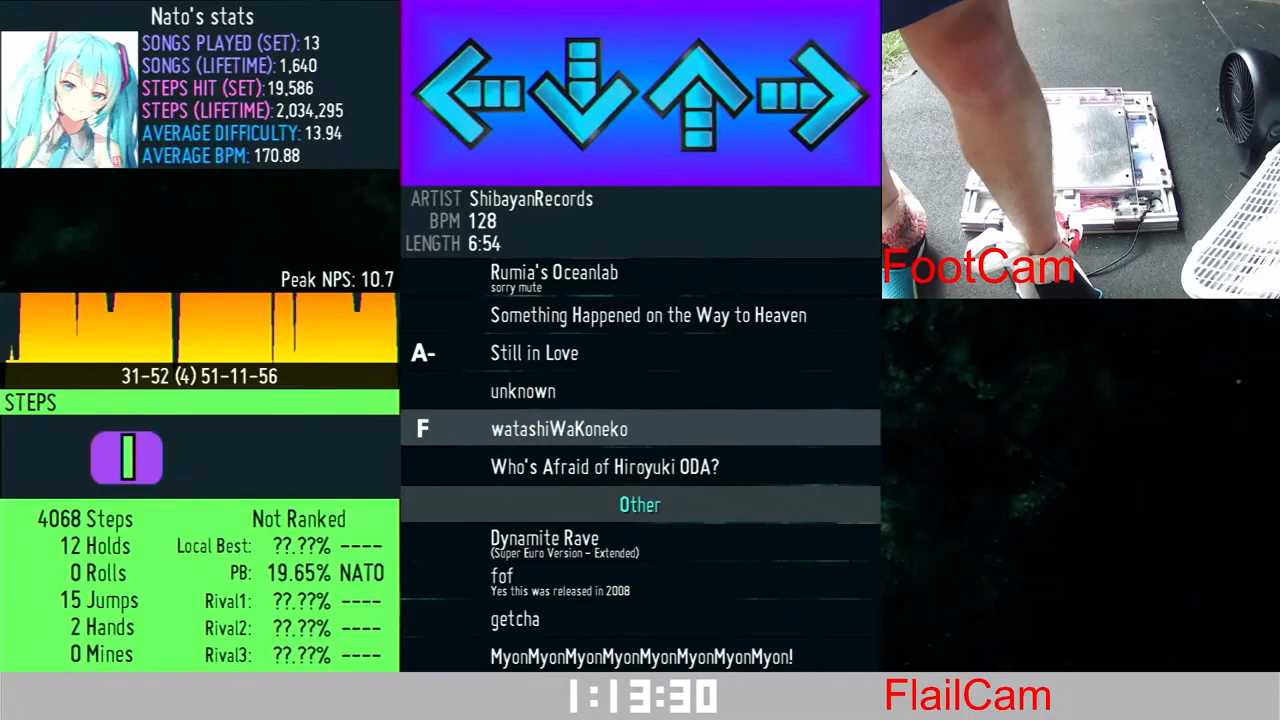 Nato's stats
SONGS PLAYED (SET): 13
SONGS (LIFETIME): 1,640
STEPS HIT (SET): 19,586
STEPS (LIFETIME): 2,034,295
AVERAGE DIFFICULTY: 13.94
AVERAGE BPM: 170.88
Peak NPS: 10.7
31-52 (4) 51-11-56
STEPS
4068 Steps
12 Holds
0 Rolls
15 Jumps
2 Hands
0 Mines
Not Ranked
Local Best: ??.??% ----
PB: 19.65% NATO
Rival1: ??.??% ----
Rival2: ??.??% ----
Rival3: ??.??% ----
ARTIST ShibayanRecords
BPM 128
LENGTH 6:54
Rumia's Oceanlab
sorry mute
Something Happened on the Way to Heaven
A- Still in Love
unknown
F watashiWaKoneko
Who's Afraid of Hiroyuki ODA?
Other
Dynamite Rave
(Super Euro Version - Extended)
fof
Yes this was released in 2008
getcha
MyonMyonMyonMyonMyonMyonMyonMyon!
1:13:30
FootCam
FlailCam